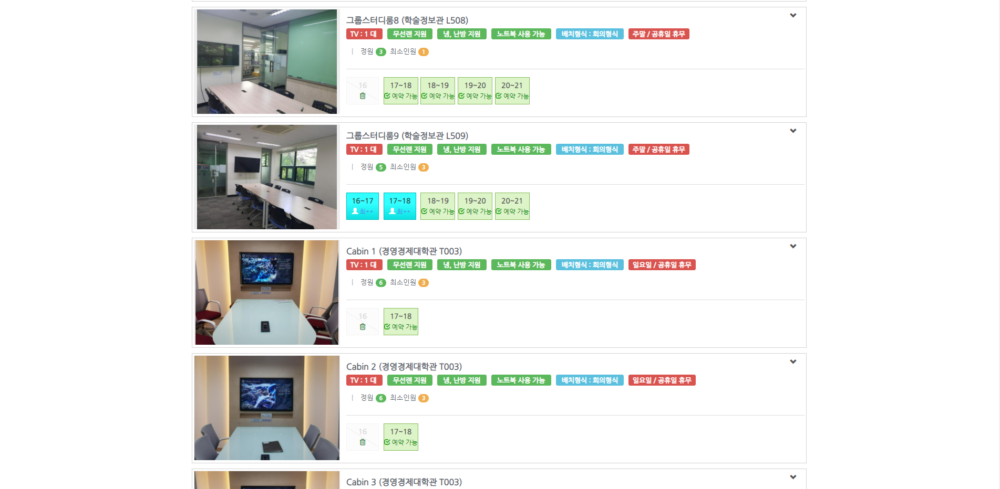 그룹스터디룸8 (학술정보관 L508)
TV : 1 대 무선랜 지원 냉, 난방 지원 노트북 사용 가능 배치형식 : 회의형식 주말 / 공휴일 휴무
| 정원 3 최소인원 1
16 17~18 18~19 19~20 20~21
예약 가능 예약 가능 예약 가능 예약 가능
그룹스터디룸9 (학술정보관 L509)
TV : 1 대 무선랜 지원 냉, 난방 지원 노트북 사용 가능 배치형식 : 회의형식 주말 / 공휴일 휴무
| 정원 5 최소인원 3
16~17 17~18 18~19 19~20 20~21
최** 최** 예약 가능 예약 가능 예약 가능
Cabin 1 (경영경제대학관 T003)
TV : 1 대 무선랜 지원 냉, 난방 지원 노트북 사용 가능 배치형식 : 회의형식 일요일 / 공휴일 휴무
| 정원 6 최소인원 3
16 17~18
예약 가능
Cabin 2 (경영경제대학관 T003)
TV : 1 대 무선랜 지원 냉, 난방 지원 노트북 사용 가능 배치형식 : 회의형식 일요일 / 공휴일 휴무
| 정원 6 최소인원 3
16 17~18
예약 가능
Cabin 3 (경영경제대학관 T003)